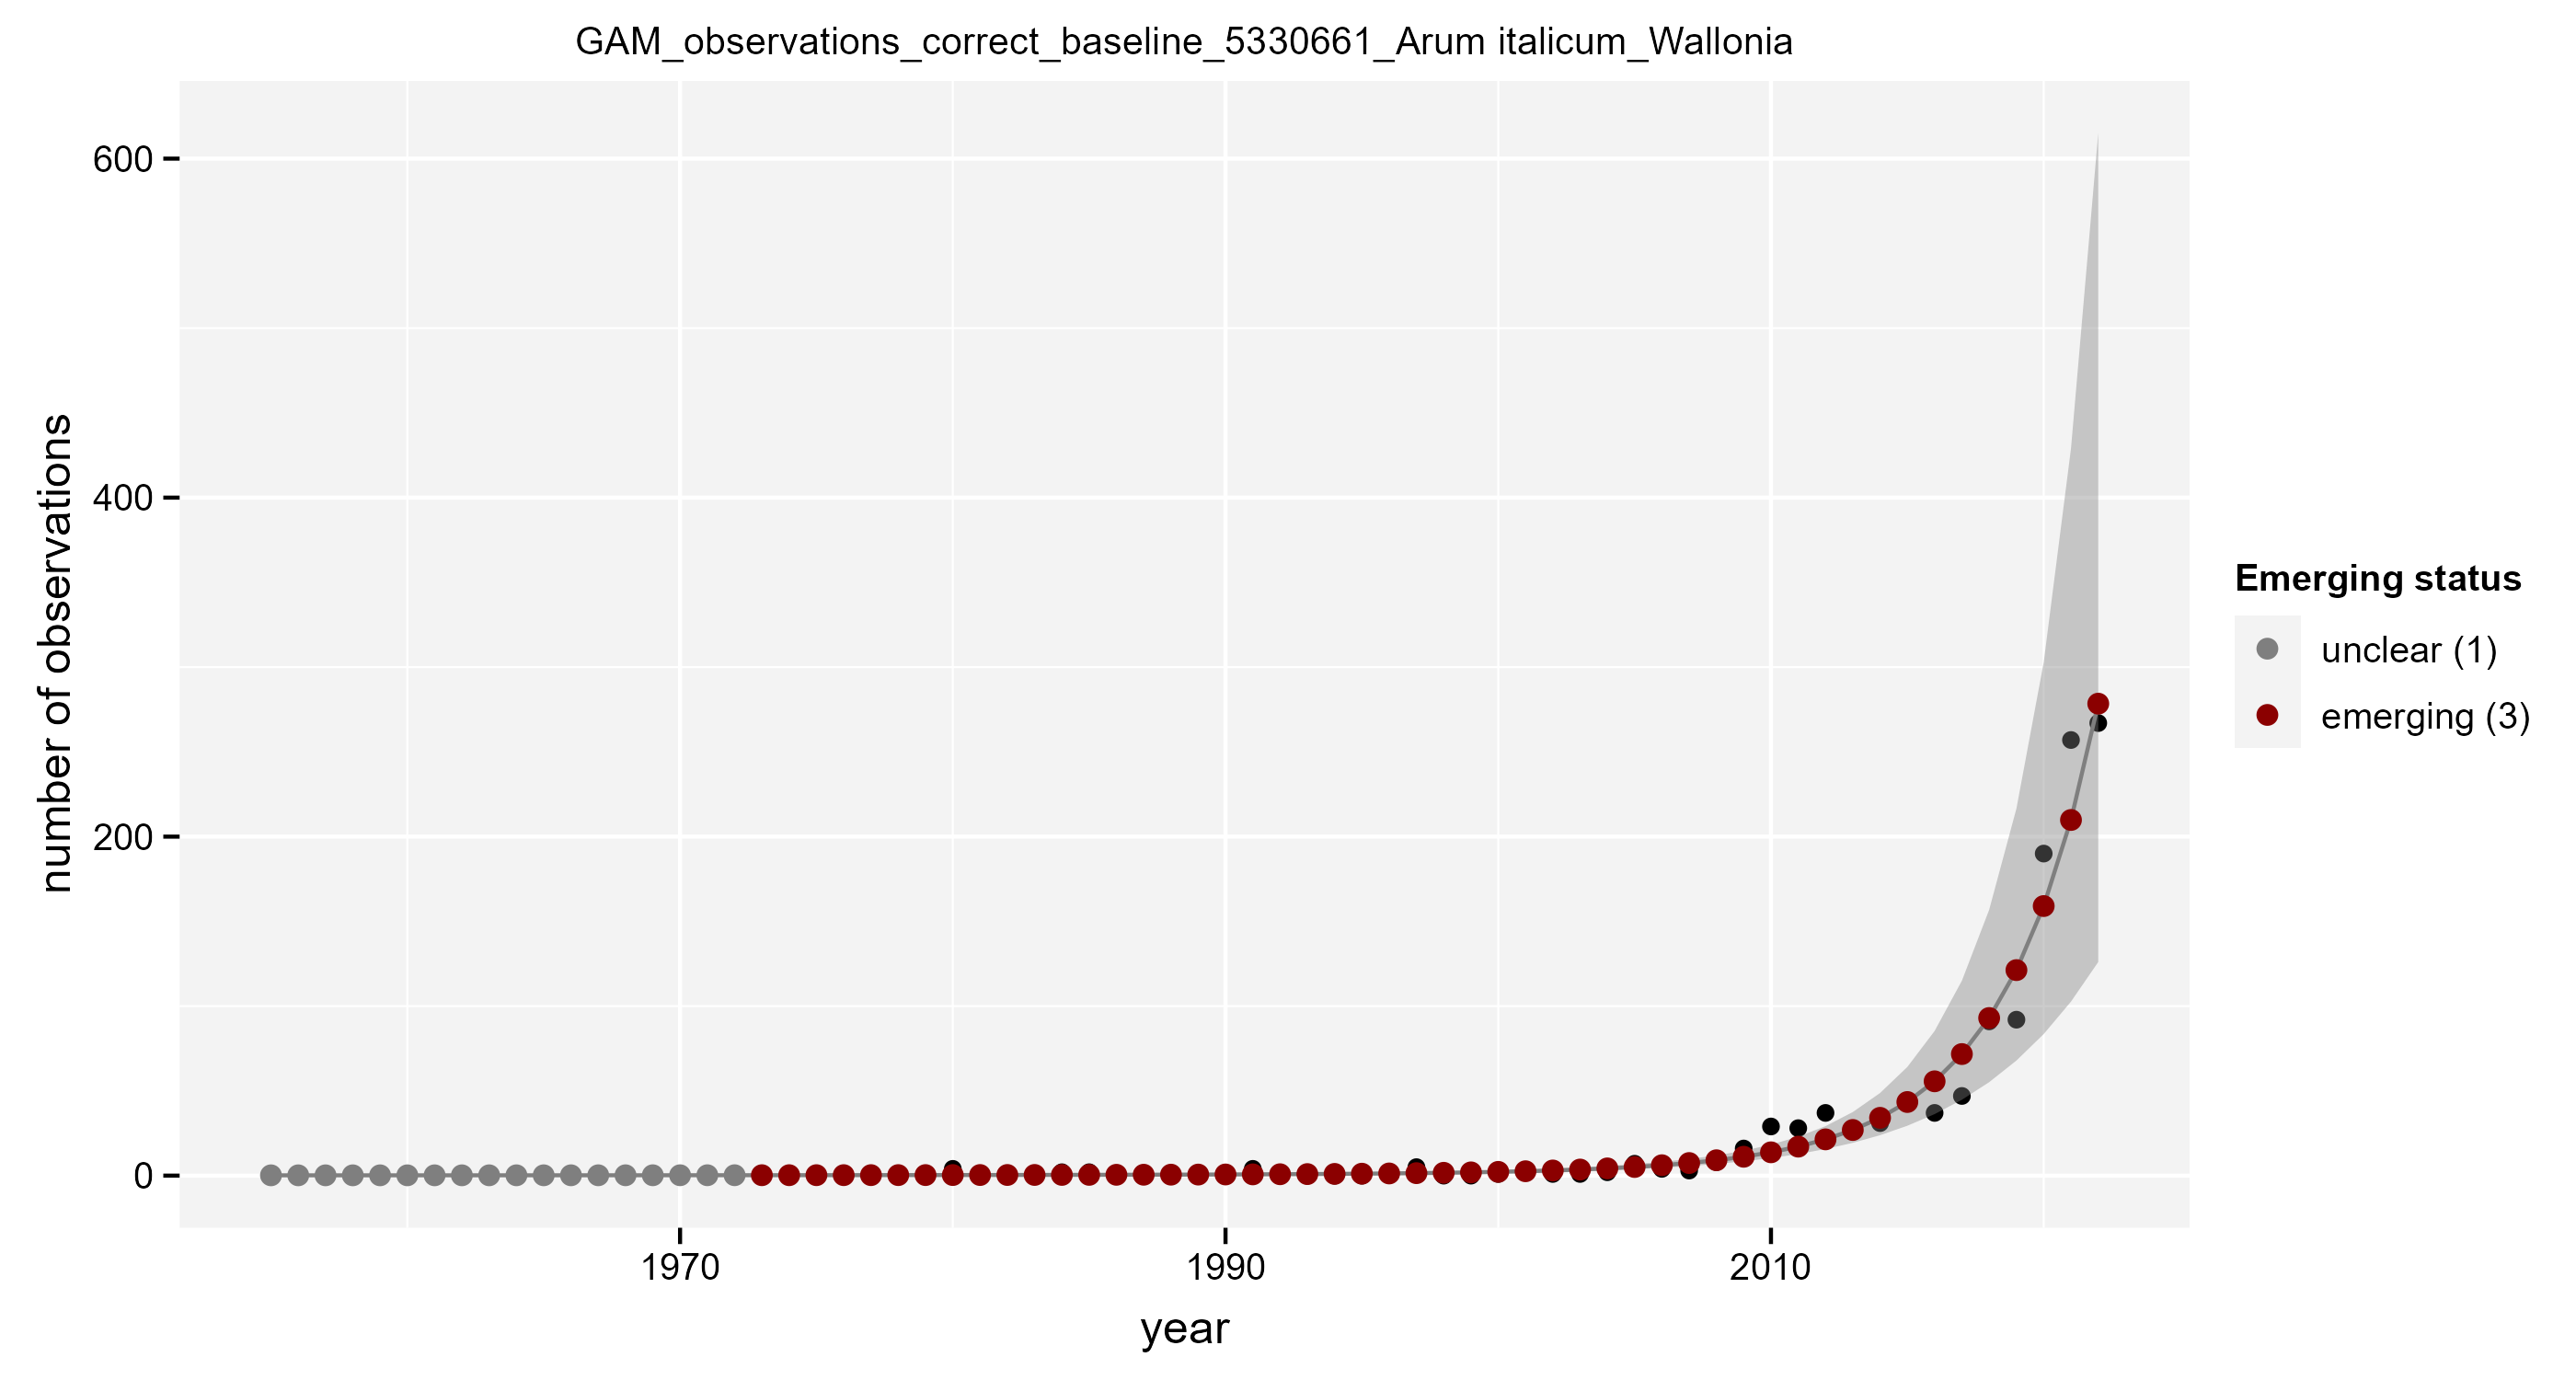 GAM_observations_correct_baseline_5330661_Arum italicum_Wallonia
number of observations
600
400
200
0
1970
1990
2010
year
Emerging status
unclear (1)
emerging (3)